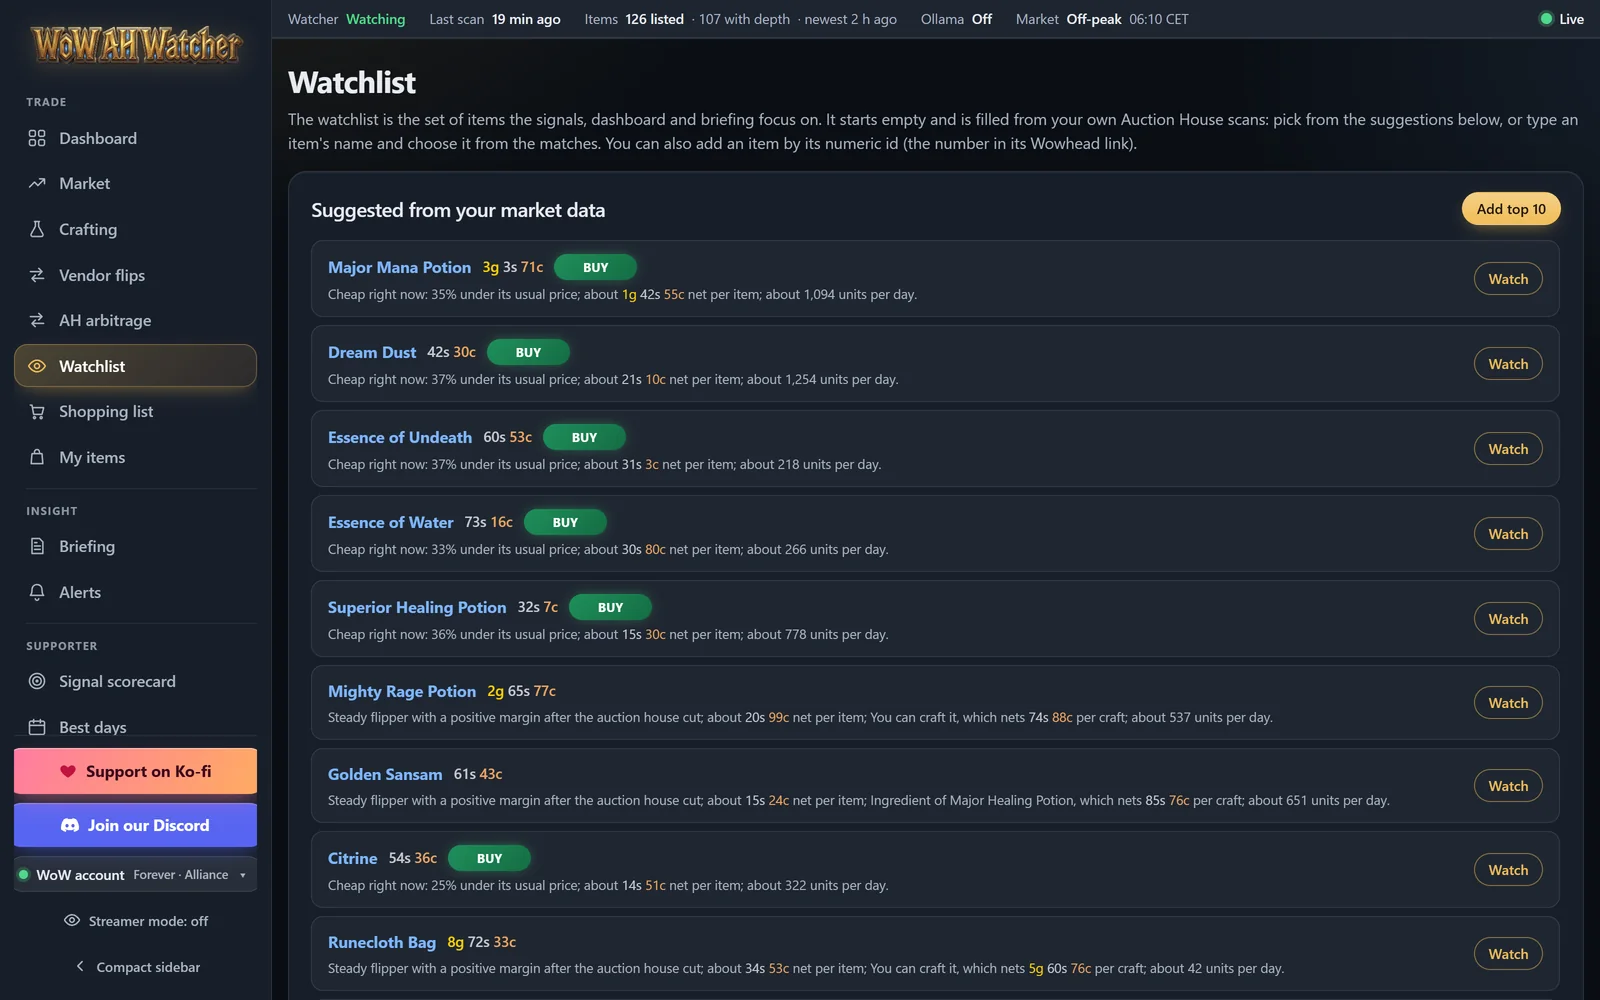 WoW AH Watcher
Watcher Watching Last scan 19 min ago Items 126 listed · 107 with depth · newest 2 h ago Ollama Off Market Off-peak 06:10 CET Live
TRADE
Dashboard
Market
Crafting
Vendor flips
AH arbitrage
Watchlist
Shopping list
My items
INSIGHT
Briefing
Alerts
SUPPORTER
Signal scorecard
Best days
Support on Ko-fi
Join our Discord
WoW account Forever · Alliance
Streamer mode: off
Compact sidebar
Watchlist
The watchlist is the set of items the signals, dashboard and briefing focus on. It starts empty and is filled from your own Auction House scans: pick from the suggestions below, or type an
item's name and choose it from the matches. You can also add an item by its numeric id (the number in its Wowhead link).
Suggested from your market data Add top 10
Major Mana Potion 3g 3s 71c BUY
Cheap right now: 35% under its usual price; about 1g 42s 55c net per item; about 1,094 units per day.
Watch
Dream Dust 42s 30c BUY
Cheap right now: 37% under its usual price; about 21s 10c net per item; about 1,254 units per day.
Watch
Essence of Undeath 60s 53c BUY
Cheap right now: 37% under its usual price; about 31s 3c net per item; about 218 units per day.
Watch
Essence of Water 73s 16c BUY
Cheap right now: 33% under its usual price; about 30s 80c net per item; about 266 units per day.
Watch
Superior Healing Potion 32s 7c BUY
Cheap right now: 36% under its usual price; about 15s 30c net per item; about 778 units per day.
Watch
Mighty Rage Potion 2g 65s 77c
Steady flipper with a positive margin after the auction house cut; about 20s 99c net per item; You can craft it, which nets 74s 88c per craft; about 537 units per day.
Watch
Golden Sansam 61s 43c
Steady flipper with a positive margin after the auction house cut; about 15s 24c net per item; Ingredient of Major Healing Potion, which nets 85s 76c per craft; about 651 units per day.
Watch
Citrine 54s 36c BUY
Cheap right now: 25% under its usual price; about 14s 51c net per item; about 322 units per day.
Watch
Runecloth Bag 8g 72s 33c
Steady flipper with a positive margin after the auction house cut; about 34s 53c net per item; You can craft it, which nets 5g 60s 76c per craft; about 42 units per day.
Watch